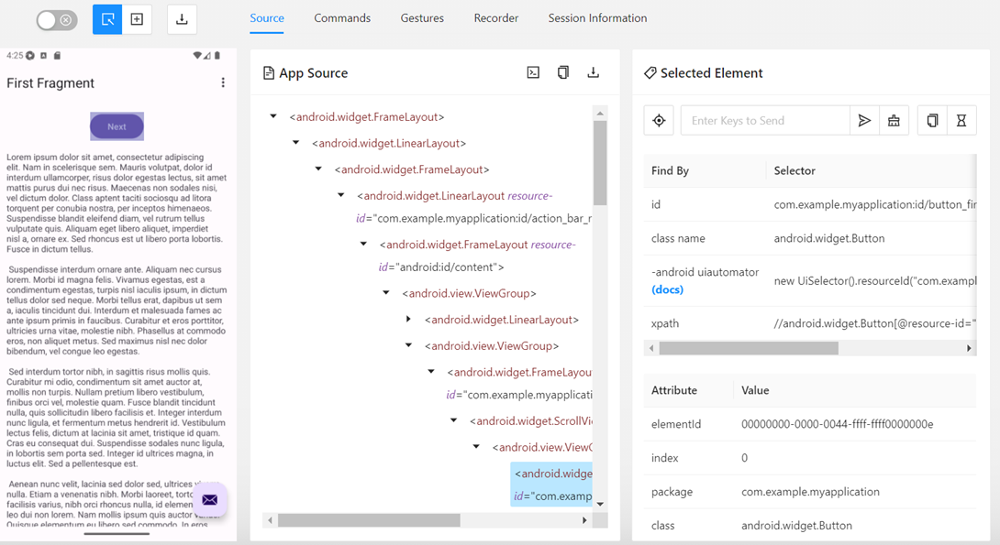 Source Commands Gestures Recorder Session Information
4:25
First Fragment
Next
Lorem ipsum dolor sit amet, consectetur adipiscing
elit. Nam in scelerisque sem. Mauris volutpat, dolor id
interdum ullamcorper, risus dolor egestas lectus, sit amet
mattis purus dui nec risus. Maecenas non sodales nisi,
vel dictum dolor. Class aptent taciti sociosqu ad litora
torquent per conubia nostra, per inceptos himenaeos.
Suspendisse blandit eleifend diam, vel rutrum tellus
vulputate quis. Aliquam eget libero aliquet, imperdiet
nisl a, ornare ex. Sed rhoncus est ut libero porta lobortis.
Fusce in dictum tellus.
Suspendisse interdum ornare ante. Aliquam nec cursus
lorem. Morbi id magna felis. Vivamus egestas, est a
condimentum egestas, turpis nisl iaculis ipsum, in dictum
tellus dolor sed neque. Morbi tellus erat, dapibus ut sem
a, iaculis tincidunt dui. Interdum et malesuada fames ac
ante ipsum primis in faucibus. Curabitur et eros porttitor,
ultricies urna vitae, molestie nibh. Phasellus at commodo
eros, non aliquet metus. Sed maximus nisl nec dolor
bibendum, vel congue leo egestas.
Sed interdum tortor nibh, in sagittis risus mollis quis.
Curabitur mi odio, condimentum sit amet auctor at,
mollis non turpis. Nullam pretium libero vestibulum,
finibus orci vel, molestie quam. Fusce blandit tincidunt
nulla, quis sollicitudin libero facilisis et. Integer interdum
nunc ligula, et fermentum metus hendrerit id. Vestibulum
lectus felis, dictum at lacinia sit amet, tristique id quam.
Cras eu consequat dui. Suspendisse sodales nunc ligula,
in lobortis sem porta sed. Integer id ultrices magna, in
luctus elit. Sed a pellentesque est.
Aenean nunc velit, lacinia sed dolor sed, ultrices
nulla. Etiam a venenatis nibh. Morbi laoreet,
facilisis varius, nibh orci rhoncus nulla, id
leo dui non lorem. Nam mollis ipsum quis auctor
Quisque elementum eu libero sed commodo. In eros
App Source
<android.widget.FrameLayout>
<android.widget.LinearLayout>
<android.widget.FrameLayout>
<android.widget.LinearLayout resource-
id="com.example.myapplication:id/action_bar_r
<android.widget.FrameLayout resource-
id="android:id/content">
<android.view.ViewGroup>
<android.widget.LinearLayout>
<android.view.ViewGroup>
<android.widget.FrameLayou
id="com.example.myapplicati
<android.widget.ScrollVi
<android.view.ViewG
<android.widge
id="com.examp
Selected Element
Enter Keys to Send
Find By Selector
id com.example.myapplication:id/button_fir
class name android.widget.Button
-android uiautomator (docs) new UiSelector().resourceId("com.exampl
xpath //android.widget.Button[@resource-id="
Attribute Value
elementId 00000000-0000-0044-ffff-ffff0000000e
index 0
package com.example.myapplication
class android.widget.Button